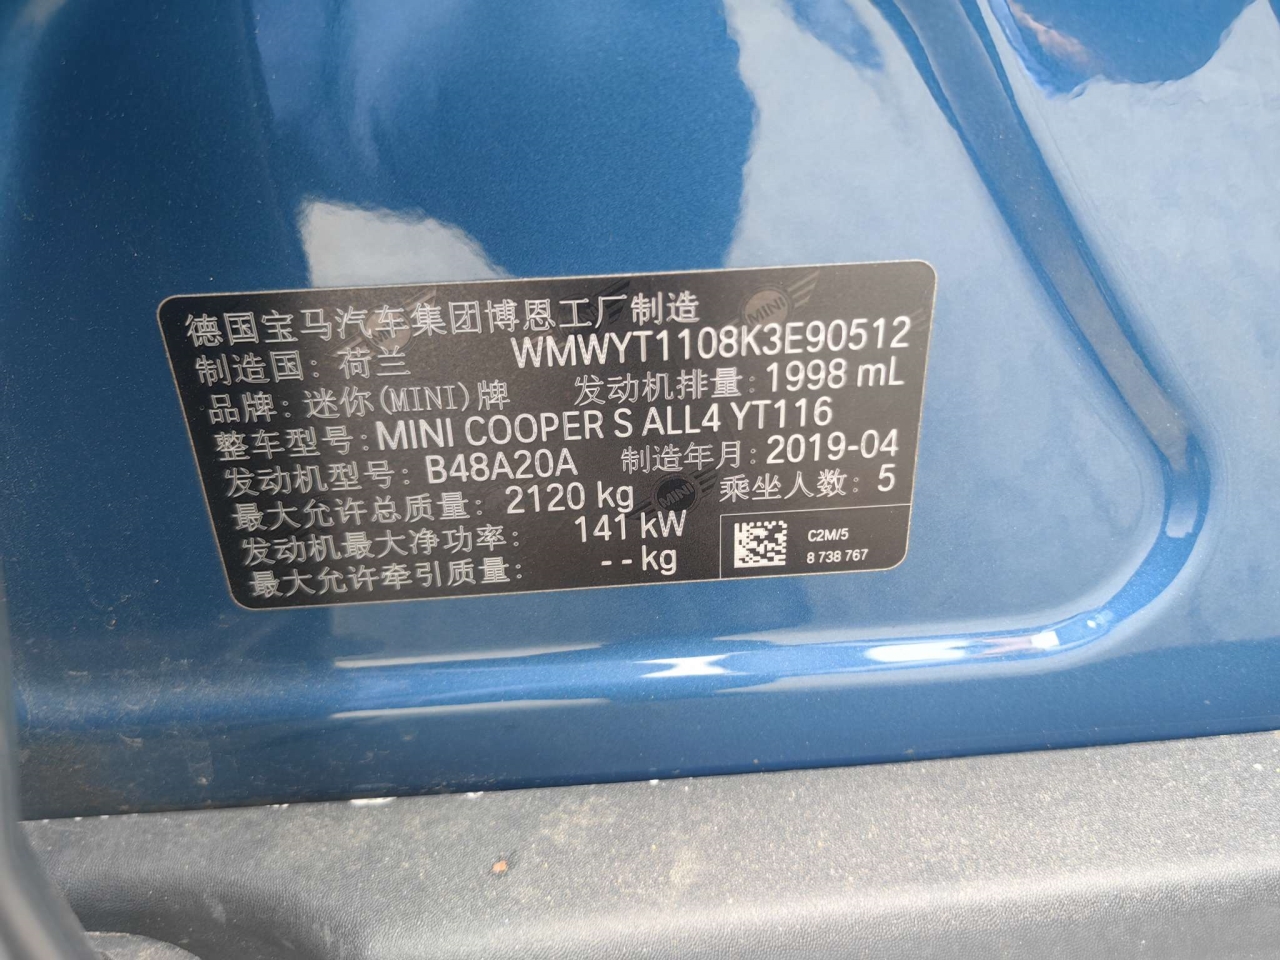 德国宝马汽车集团博恩工厂制造
制造国：荷兰 WMWYT1108K3E90512
品牌：迷你(MINI)牌 发动机排量：1998 mL
整车型号：MINI COOPER S ALL4 YT116
发动机型号：B48A20A 制造年月：2019-04
最大允许总质量：2120 kg 乘坐人数：5
发动机最大净功率：141 kW
最大允许牵引质量：--kg
C2M/5
8 738 767
MINI
MINI